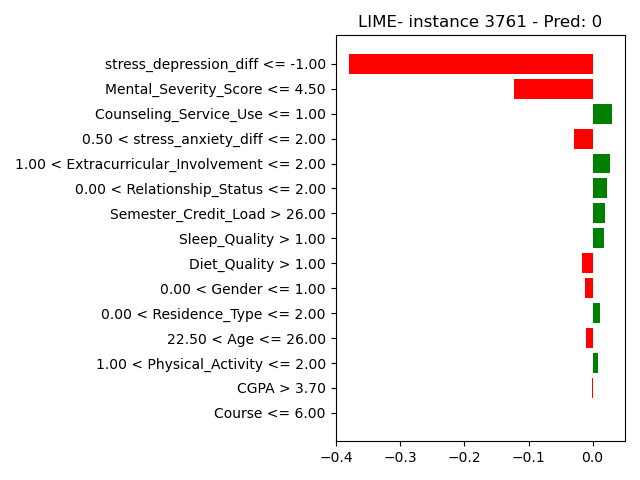 LIME- instance 3761 - Pred: 0
stress_depression_diff <= -1.00
Mental_Severity_Score <= 4.50
Counseling_Service_Use <= 1.00
0.50 < stress_anxiety_diff <= 2.00
1.00 < Extracurricular_Involvement <= 2.00
0.00 < Relationship_Status <= 2.00
Semester_Credit_Load > 26.00
Sleep_Quality > 1.00
Diet_Quality > 1.00
0.00 < Gender <= 1.00
0.00 < Residence_Type <= 2.00
22.50 < Age <= 26.00
1.00 < Physical_Activity <= 2.00
CGPA > 3.70
Course <= 6.00
−0.4 −0.3 −0.2 −0.1 0.0